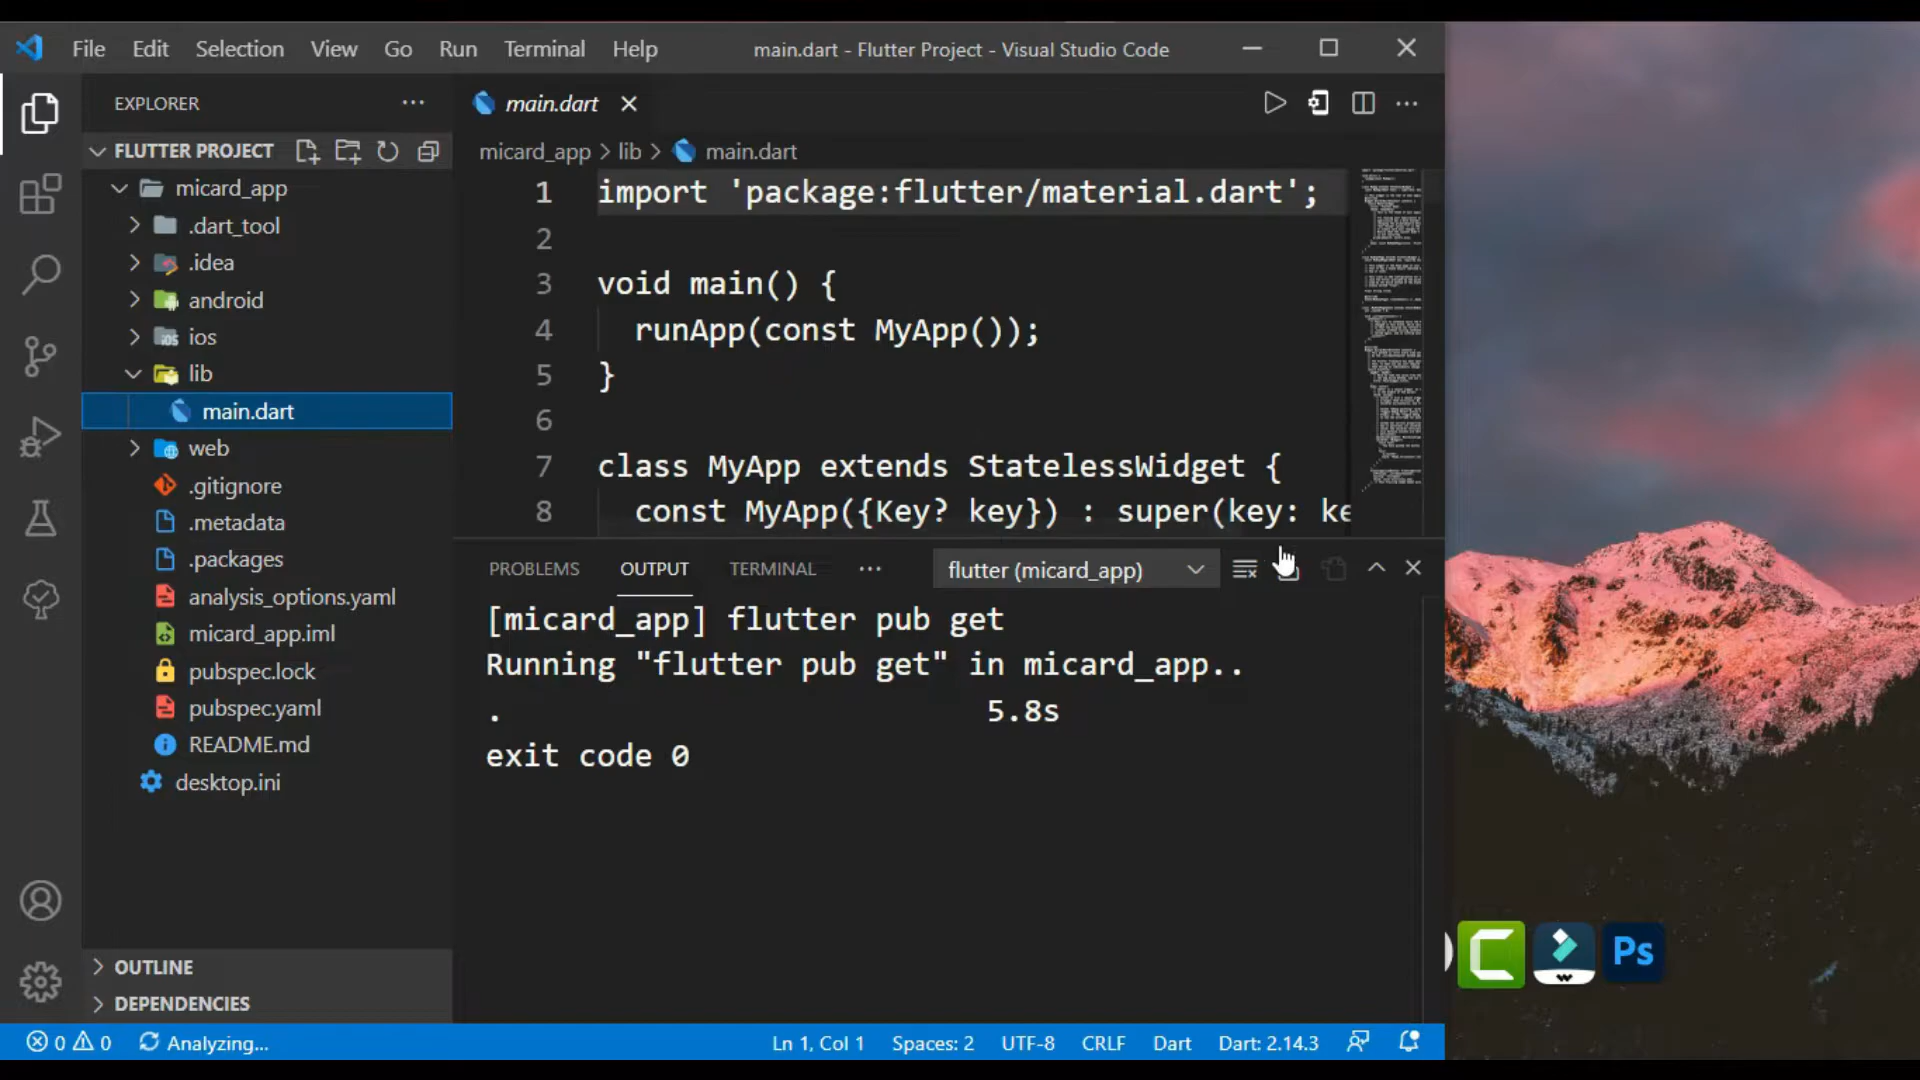 File Edit Selection View Go Run Terminal Help main.dart - Flutter Project - Visual Studio Code
EXPLORER
FLUTTER PROJECT
micard_app
.dart_tool
.idea
android
ios
lib
main.dart
web
.gitignore
.metadata
.packages
analysis_options.yaml
micard_app.iml
pubspec.lock
pubspec.yaml
README.md
desktop.ini
OUTLINE
DEPENDENCIES
main.dart
micard_app > lib > main.dart
1 import 'package:flutter/material.dart';
2
3 void main() {
4 runApp(const MyApp());
5 }
6
7 class MyApp extends StatelessWidget {
8 const MyApp({Key? key}) : super(key: ke
PROBLEMS OUTPUT TERMINAL ··· flutter (micard_app)
[micard_app] flutter pub get
Running "flutter pub get" in micard_app..
. 5.8s
exit code 0
Ps
0 0 Analyzing... Ln 1, Col 1 Spaces: 2 UTF-8 CRLF Dart Dart: 2.14.3